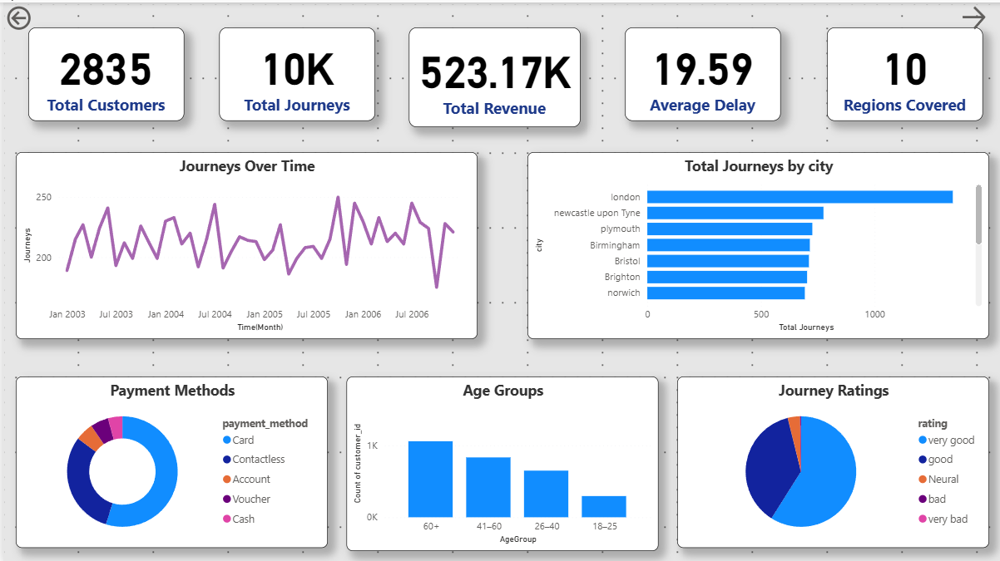 2835
Total Customers
10K
Total Journeys
523.17K
Total Revenue
19.59
Average Delay
10
Regions Covered
Journeys Over Time
250
200
Journeys
Jan 2003 Jul 2003 Jan 2004 Jul 2004 Jan 2005 Jul 2005 Jan 2006 Jul 2006
Time(Month)
Total Journeys by city
city
london
newcastle upon Tyne
plymouth
Birmingham
Bristol
Brighton
norwich
0 500 1000
Total Journeys
Payment Methods
payment_method
Card
Contactless
Account
Voucher
Cash
Age Groups
Count of customer_id
1K
0K
60+ 41–60 26–40 18–25
AgeGroup
Journey Ratings
rating
very good
good
Neural
bad
very bad